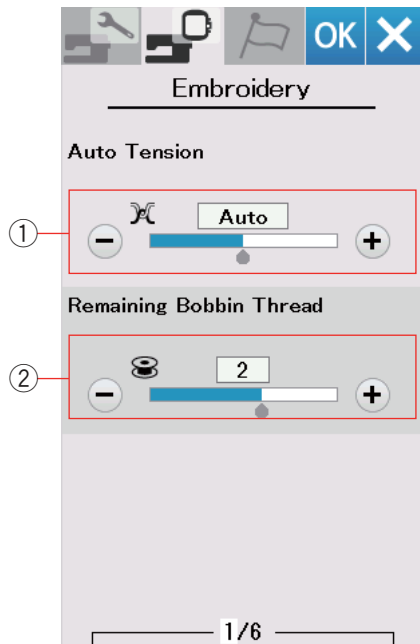 OK
Embroidery
Auto Tension
① Auto
− +
Remaining Bobbin Thread
② 2
− +
1/6